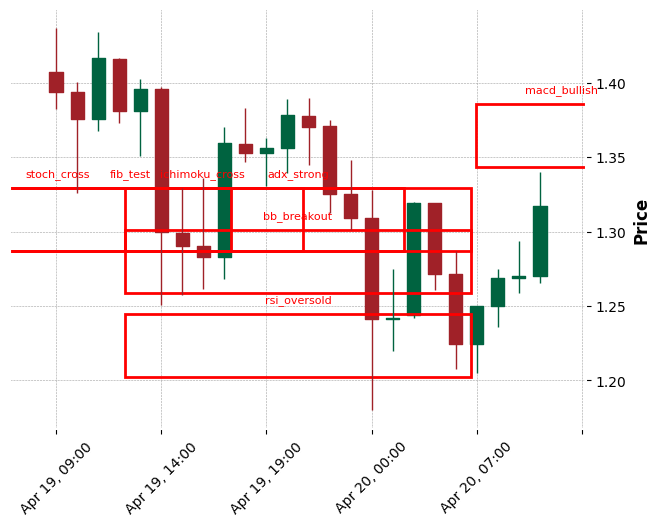 macd_bullish
1.40
1.35
stoch_cross fib_test ichimoku_cross adx_strong
bb_breakout
1.30
Price
1.25
rsi_oversold
1.20
Apr 19, 09:00
Apr 19, 14:00
Apr 19, 19:00
Apr 20, 00:00
Apr 20, 07:00